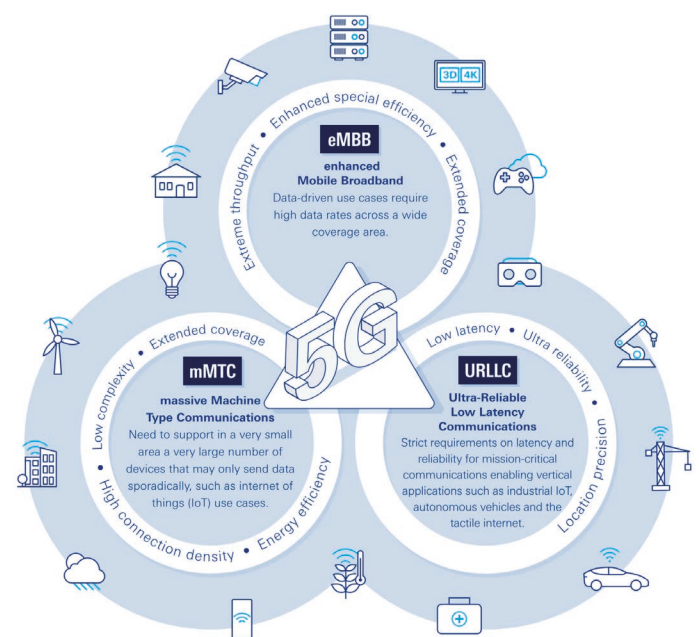 3D 4K
Extreme throughput • Enhanced special efficiency • Extended coverage
eMBB
enhanced
Mobile Broadband
Data-driven use cases require
high data rates across a wide
coverage area.
5G
Low complexity • Extended coverage
mMTC
massive Machine
Type Communications
Need to support in a very small
area a very large number of
devices that may only send data
sporadically, such as internet of
things (IoT) use cases.
• High connection density • Energy efficiency
Low latency • Ultra reliability • Location precision
URLLC
Ultra-Reliable
Low Latency
Communications
Strict requirements on latency and
reliability for mission-critical
communications enabling vertical
applications such as industrial IoT,
autonomous vehicles and the
tactile internet.